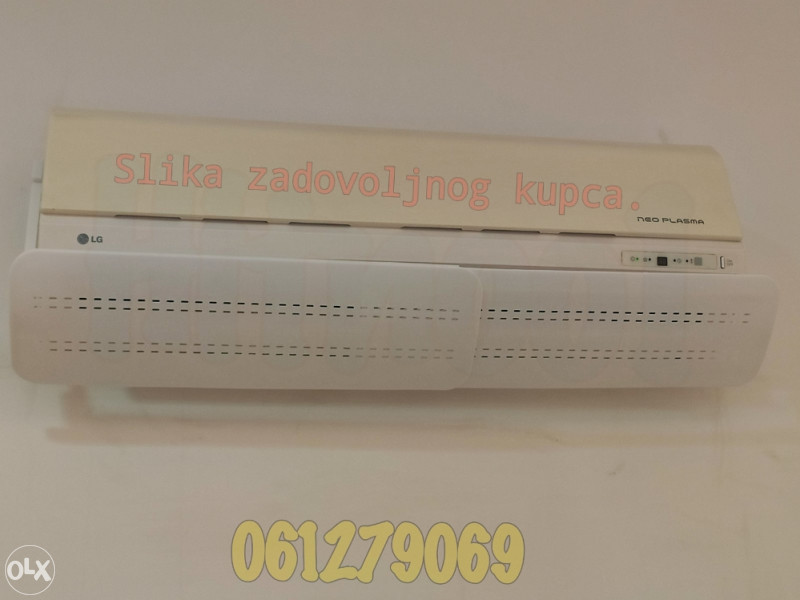 Slika zadovoljnog kupca.
NEO PLASMA
LG
061279069
OLX